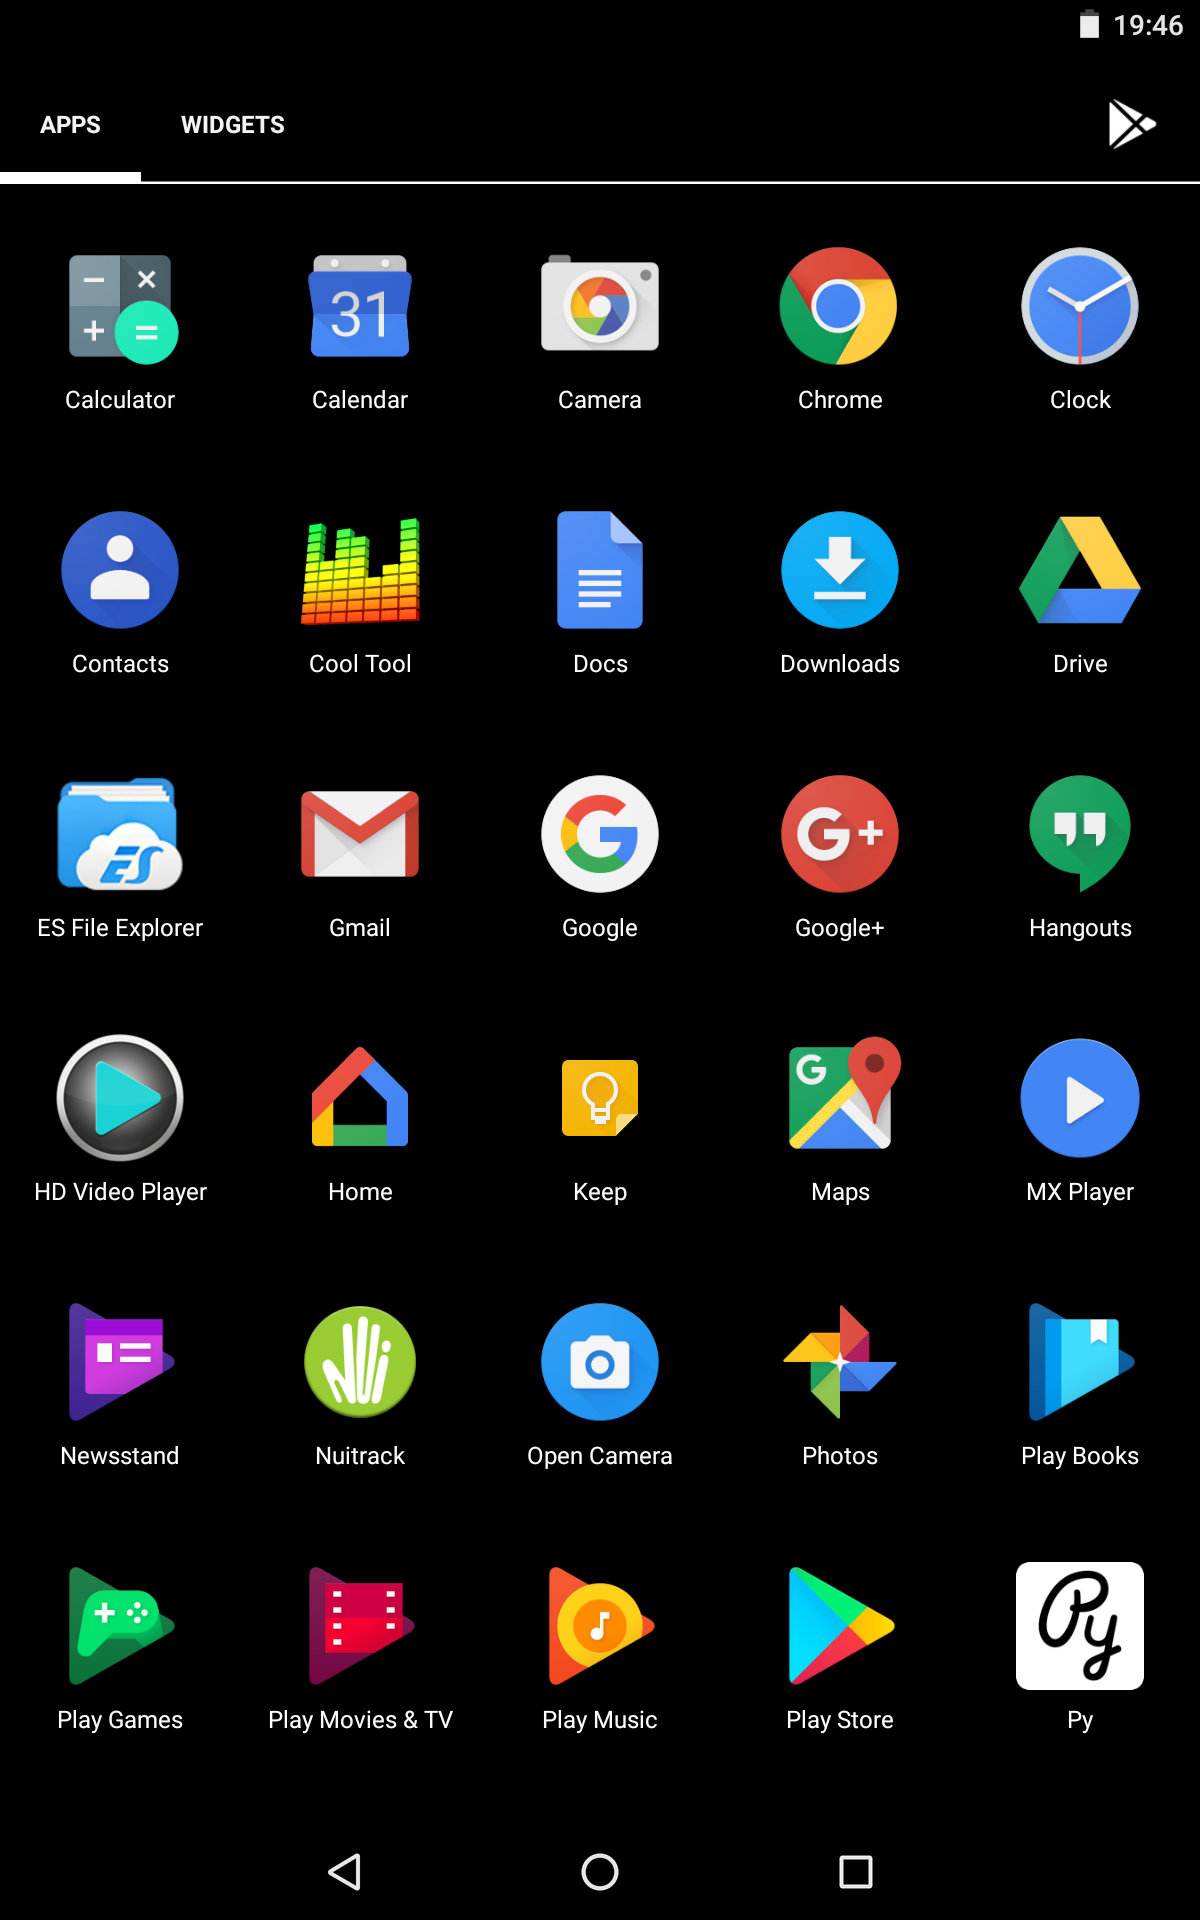 19:46
APPS WIDGETS
31
Calculator Calendar Camera Chrome Clock
Contacts Cool Tool Docs Downloads Drive
ES
G G+
ES File Explorer Gmail Google Google+ Hangouts
G
HD Video Player Home Keep Maps MX Player
Newsstand Nuitrack Open Camera Photos Play Books
Py
Play Games Play Movies & TV Play Music Play Store Py